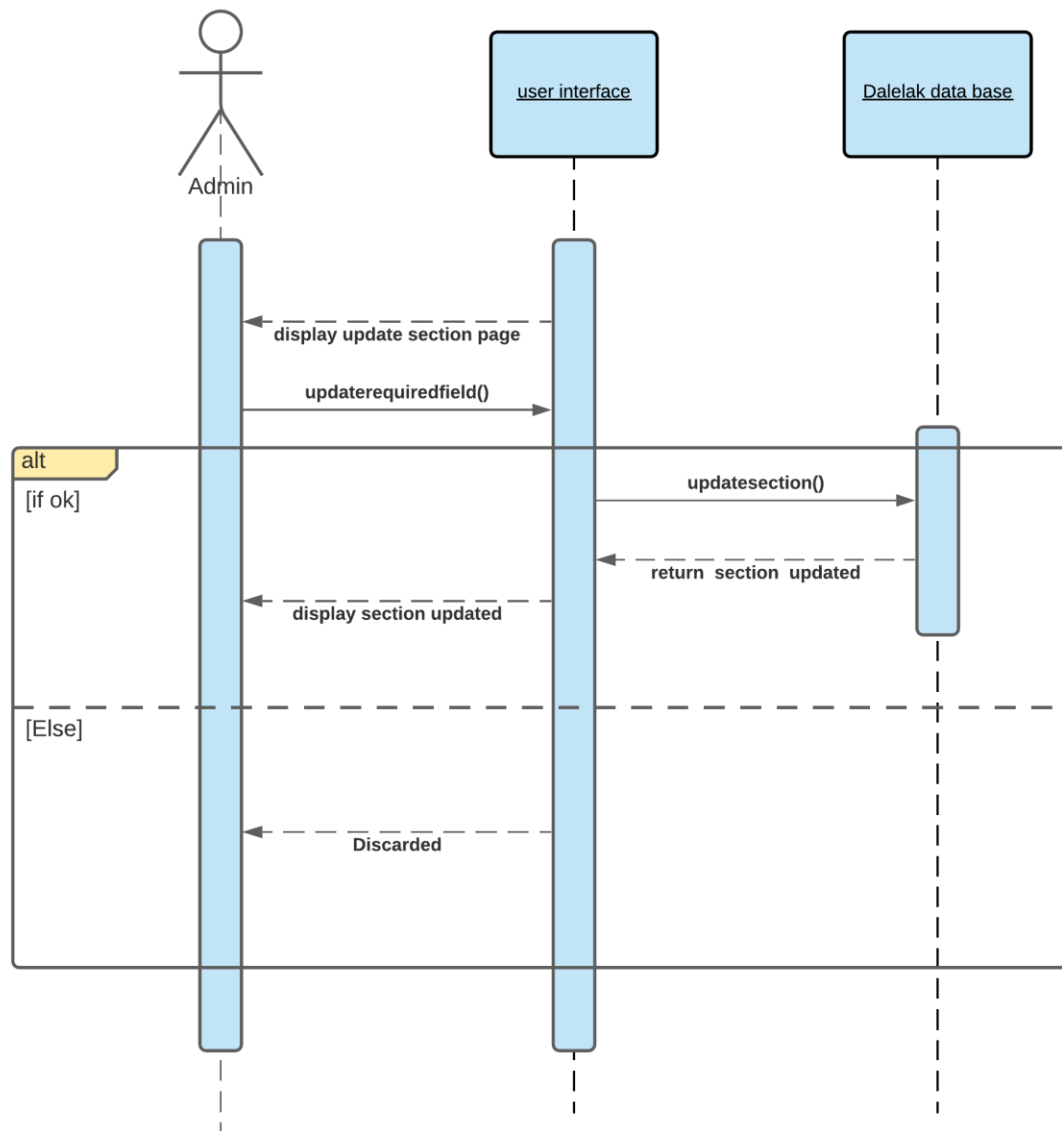 user interface
Dalelak data base
Admin
display update section page
updaterequiredfield()
alt
[if ok]
updatesection()
return section updated
display section updated
[Else]
Discarded